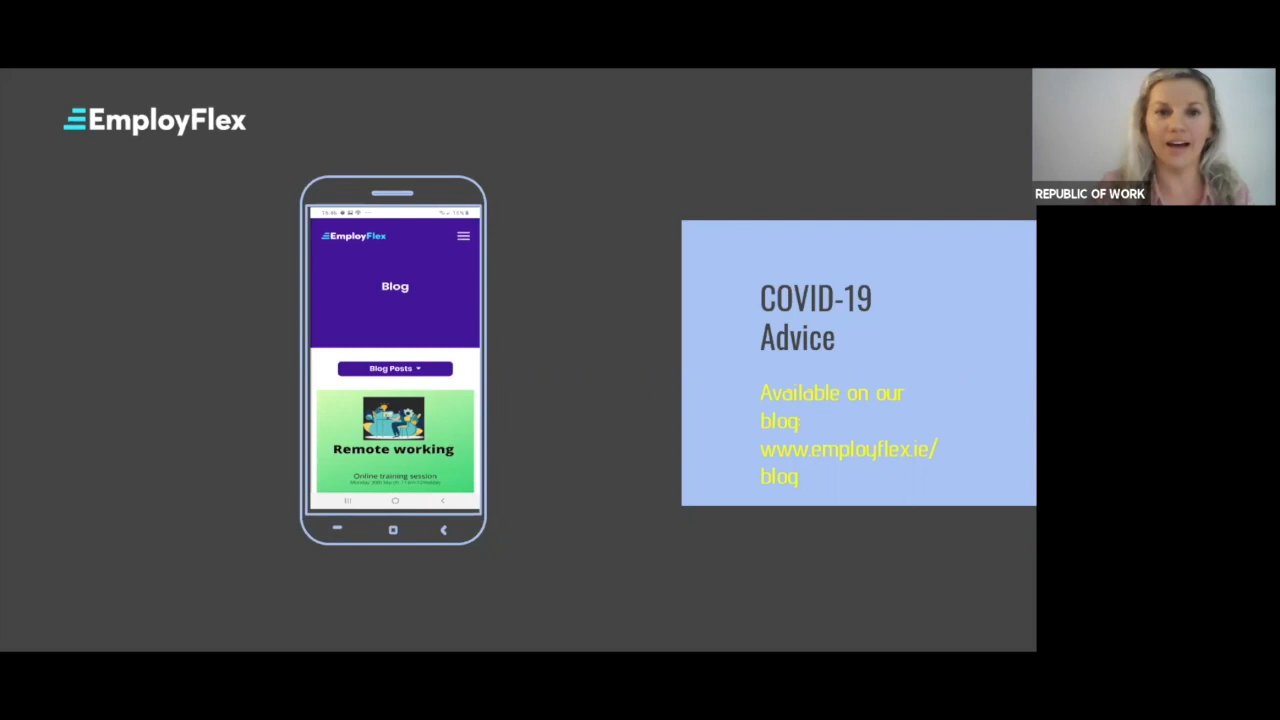 EmployFlex
REPUBLIC OF WORK
EmployFlex
Blog
Blog Posts
Remote working
Online training session
COVID-19
Advice
Available on our
blog:
www.employflex.ie/
blog